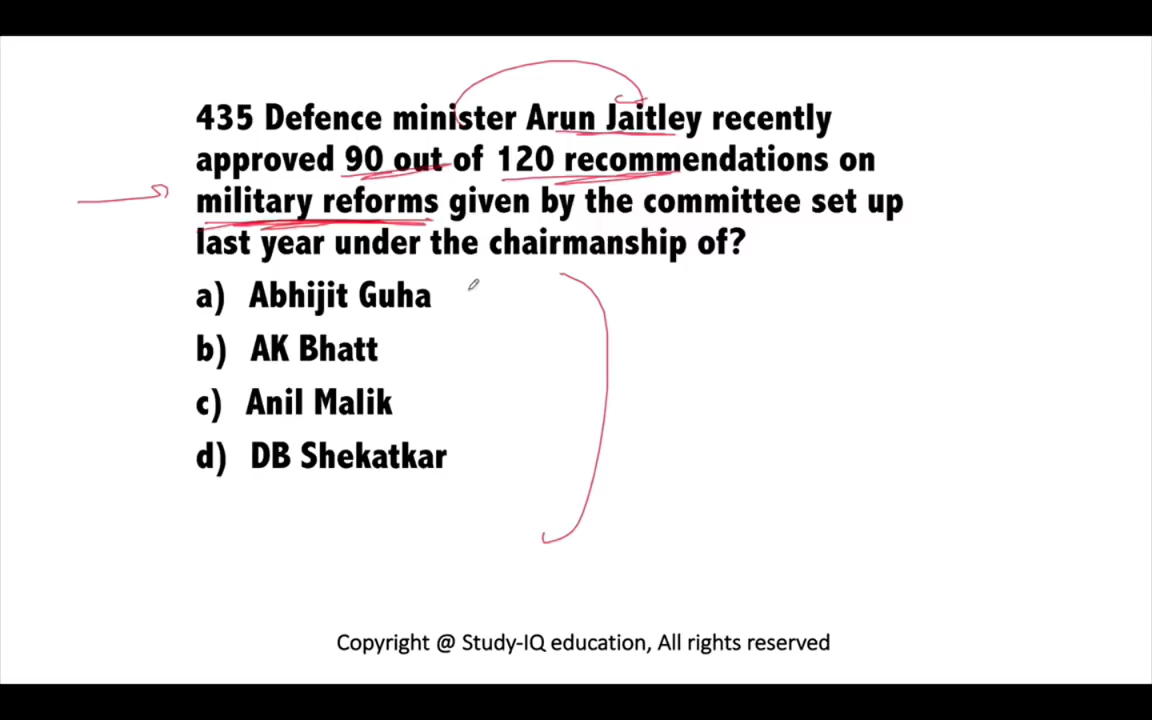 435 Defence minister Arun Jaitley recently
approved 90 out of 120 recommendations on
military reforms given by the committee set up
last year under the chairmanship of?
a) Abhijit Guha
b) AK Bhatt
c) Anil Malik
d) DB Shekatkar
Copyright @ Study-IQ education, All rights reserved